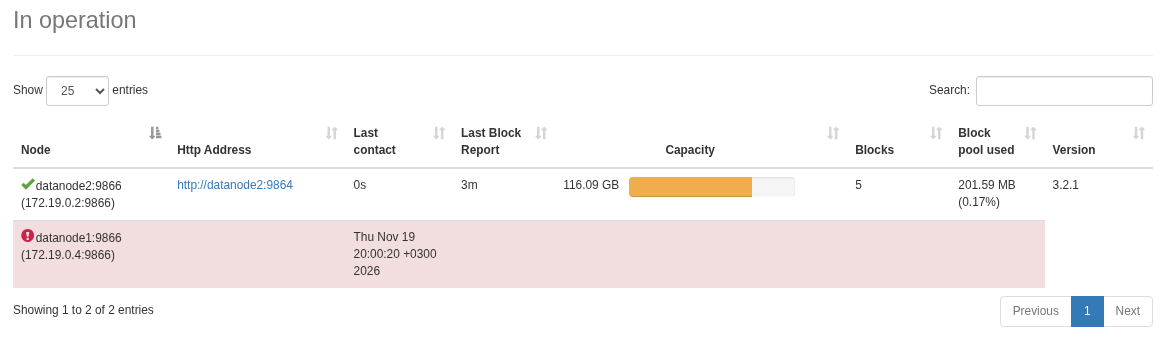 In operation
Show 25 entries
Search:
Node
Http Address
Last contact
Last Block Report
Capacity
Blocks
Block pool used
Version
datanode2:9866 (172.19.0.2:9866)
http://datanode2:9864
0s
3m
116.09 GB
5
201.59 MB (0.17%)
3.2.1
datanode1:9866 (172.19.0.4:9866)
Thu Nov 19 20:00:20 +0300 2026
Showing 1 to 2 of 2 entries
Previous 1 Next